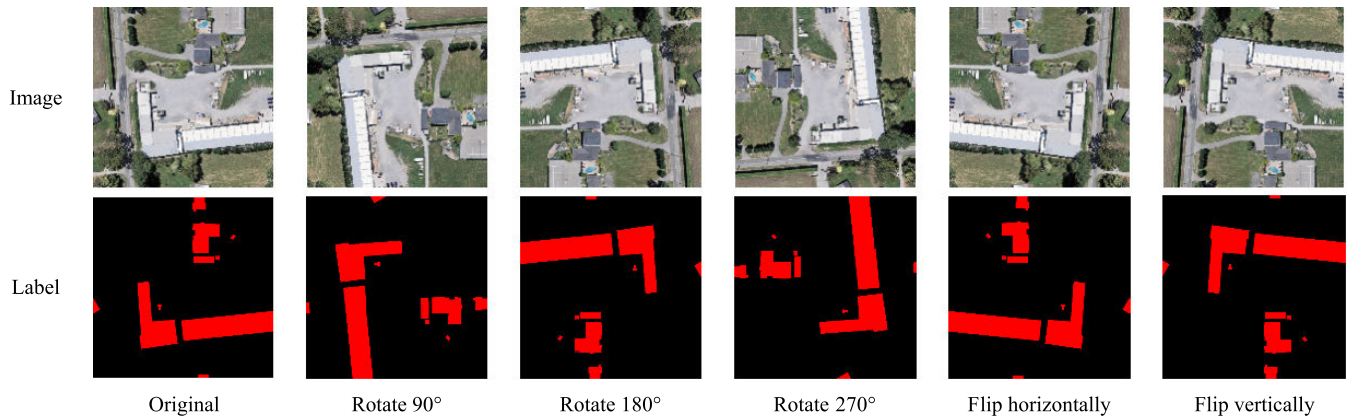 Image
Label
Original
Rotate 90°
Rotate 180°
Rotate 270°
Flip horizontally
Flip vertically